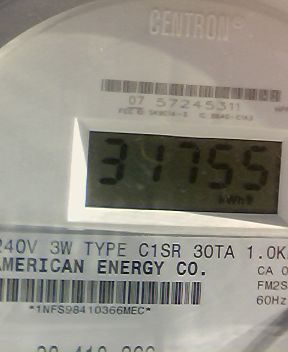 CENTRON®
07 57245311
31755
kWh
240V 3W TYPE C1SR 30TA 1.0K
AMERICAN ENERGY CO.
CA 0
FM2S
60Hz
*1NFS98410366MEC*